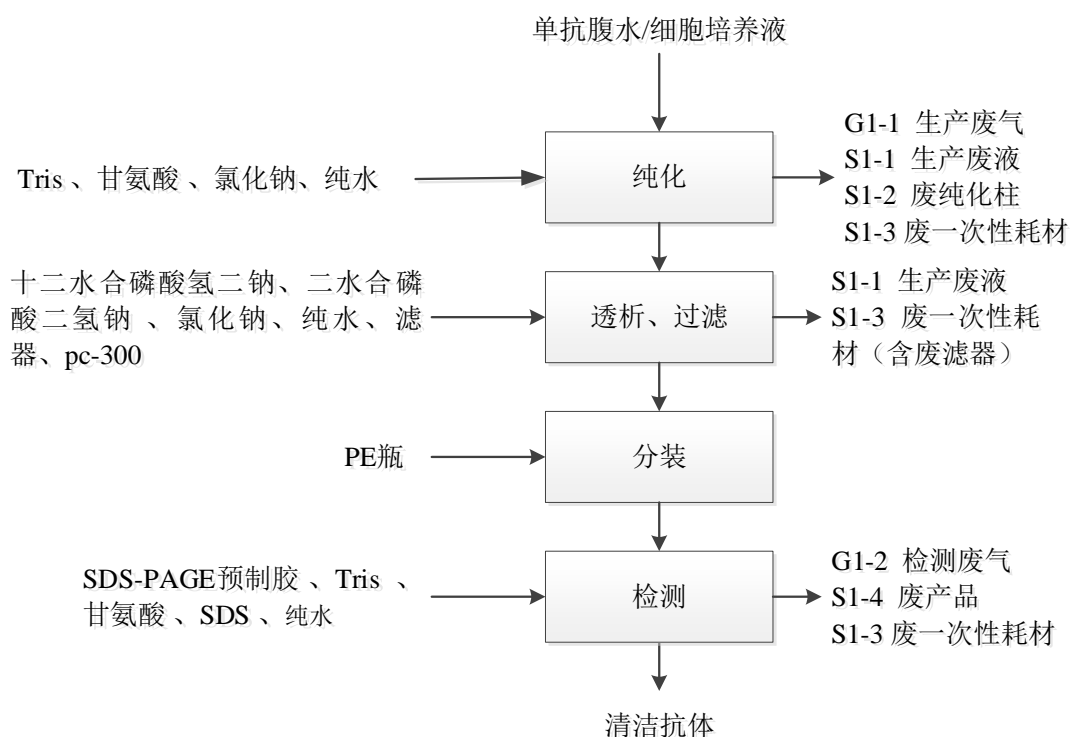 单抗腹水/细胞培养液
Tris 、甘氨酸 、氯化钠、纯水
纯化
G1-1 生产废气
S1-1 生产废液
S1-2 废纯化柱
S1-3 废一次性耗材
十二水合磷酸氢二钠、二水合磷
酸二氢钠 、氯化钠、纯水、滤
器、pc-300
透析、过滤
S1-1 生产废液
S1-3 废一次性耗
材（含废滤器）
PE瓶
分装
SDS-PAGE预制胶 、Tris 、
甘氨酸 、SDS 、纯水
检测
G1-2 检测废气
S1-4 废产品
S1-3 废一次性耗材
清洁抗体